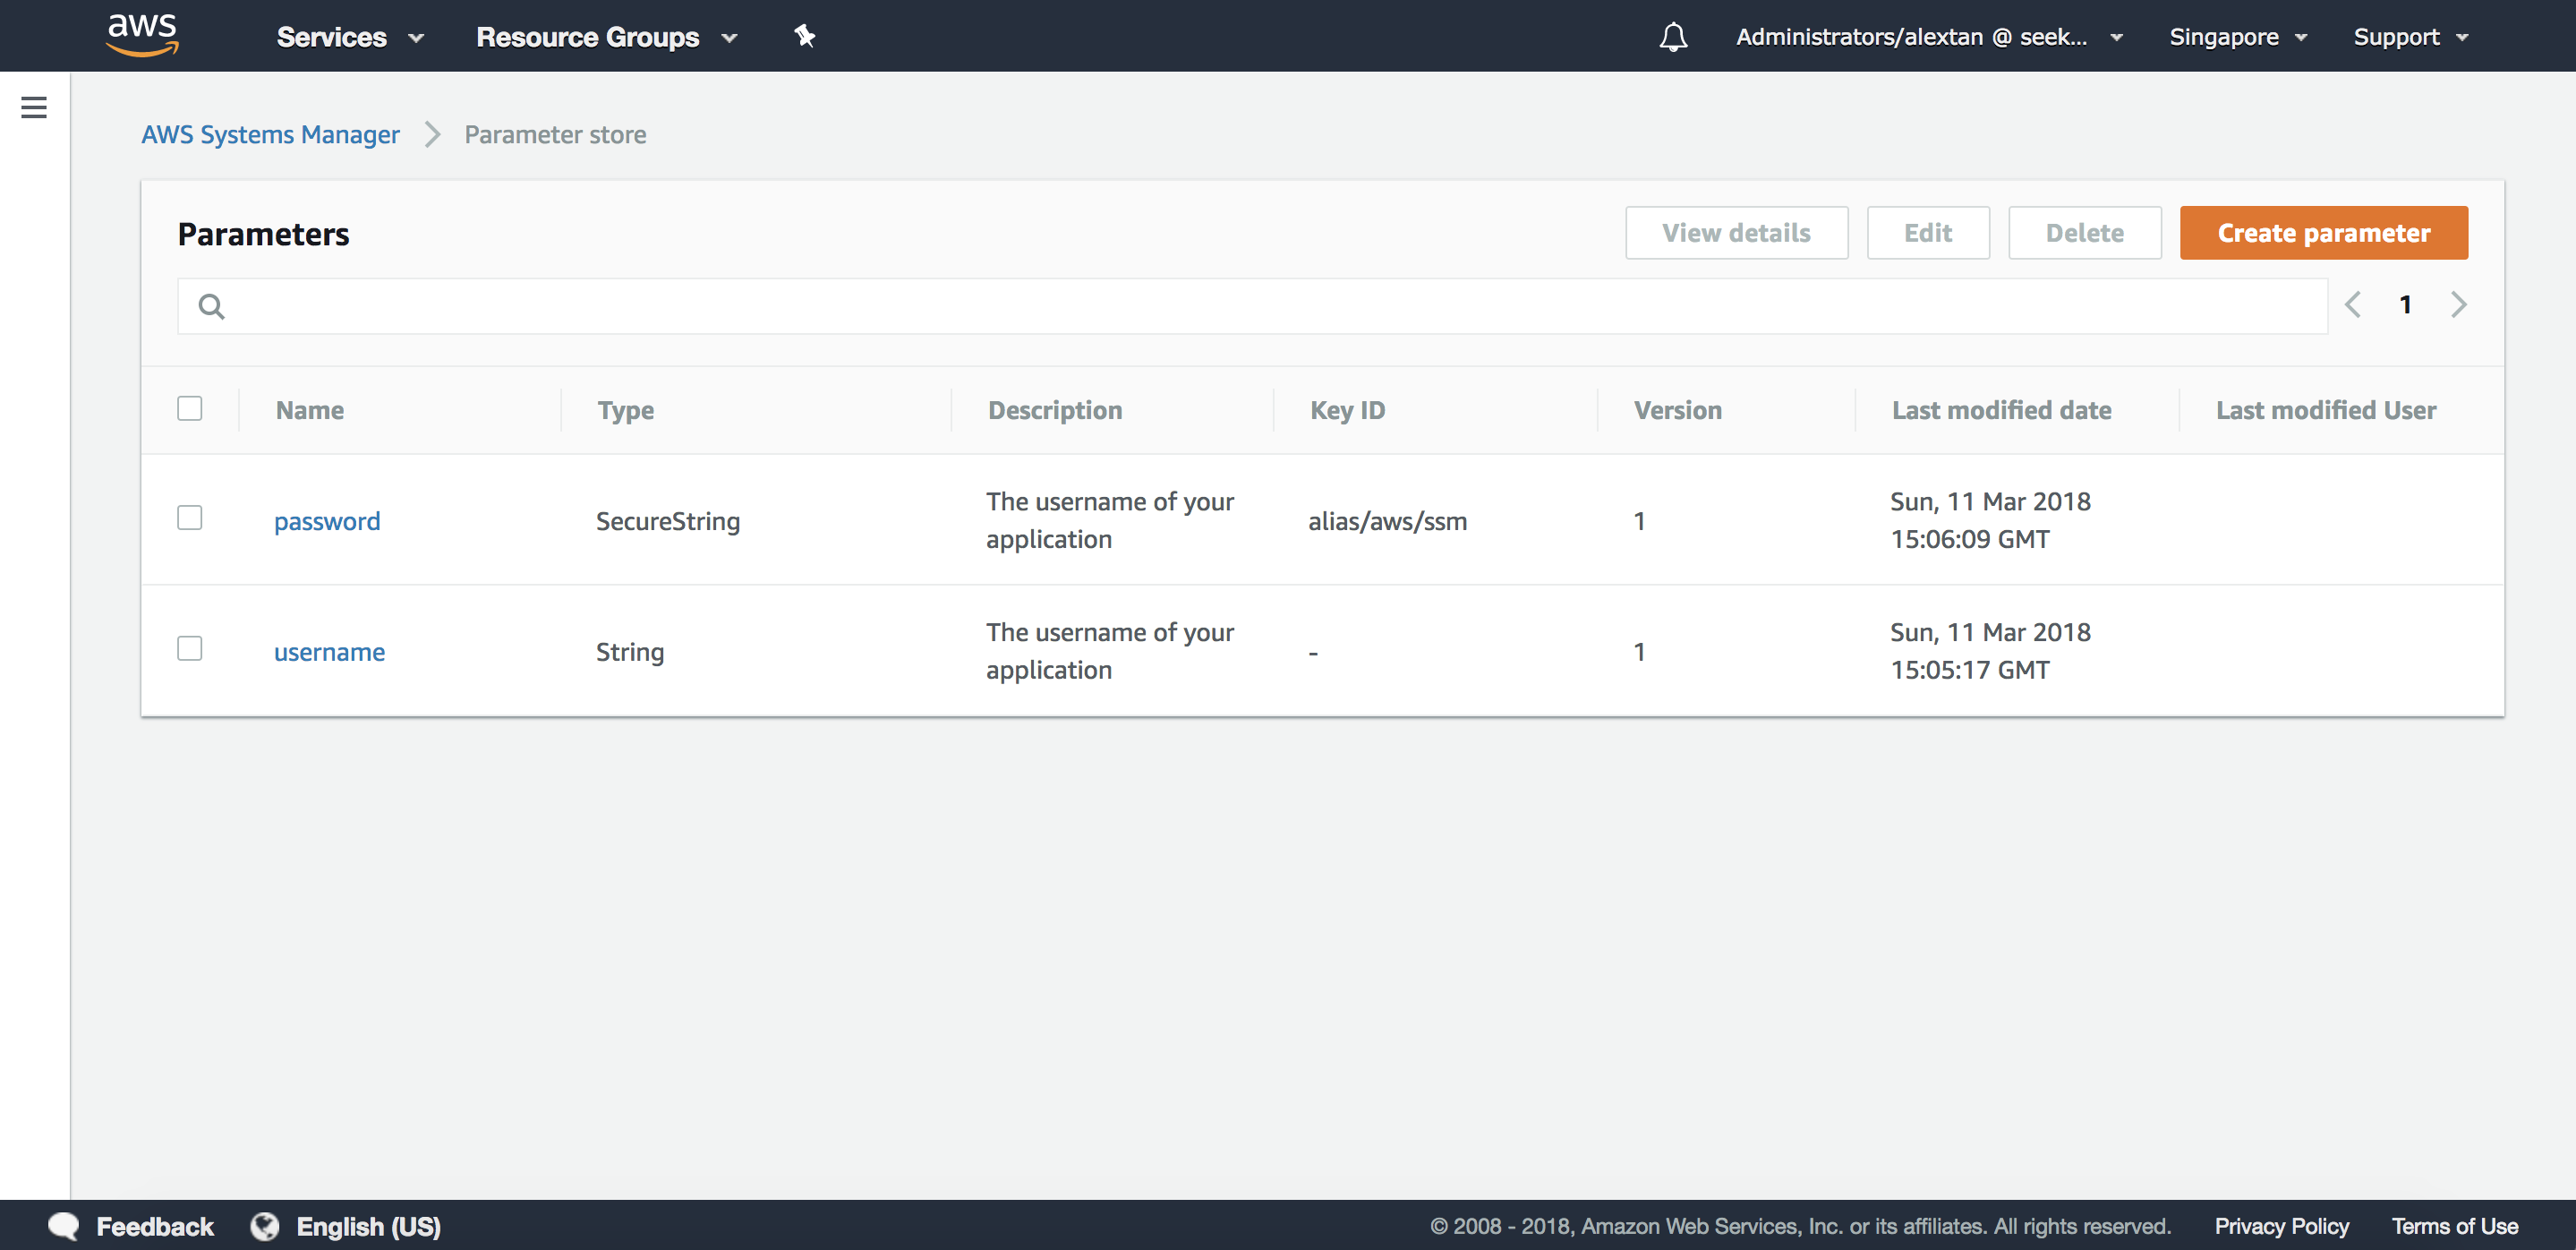 aws Services Resource Groups Administrators/alextan @ seek... Singapore Support
AWS Systems Manager Parameter store
Parameters View details Edit Delete Create parameter
1
Name Type Description Key ID Version Last modified date Last modified User
password SecureString The username of your alias/aws/ssm 1 Sun, 11 Mar 2018
application 15:06:09 GMT
username String The username of your - 1 Sun, 11 Mar 2018
application 15:05:17 GMT
Feedback English (US) © 2008 - 2018, Amazon Web Services, Inc. or its affiliates. All rights reserved. Privacy Policy Terms of Use